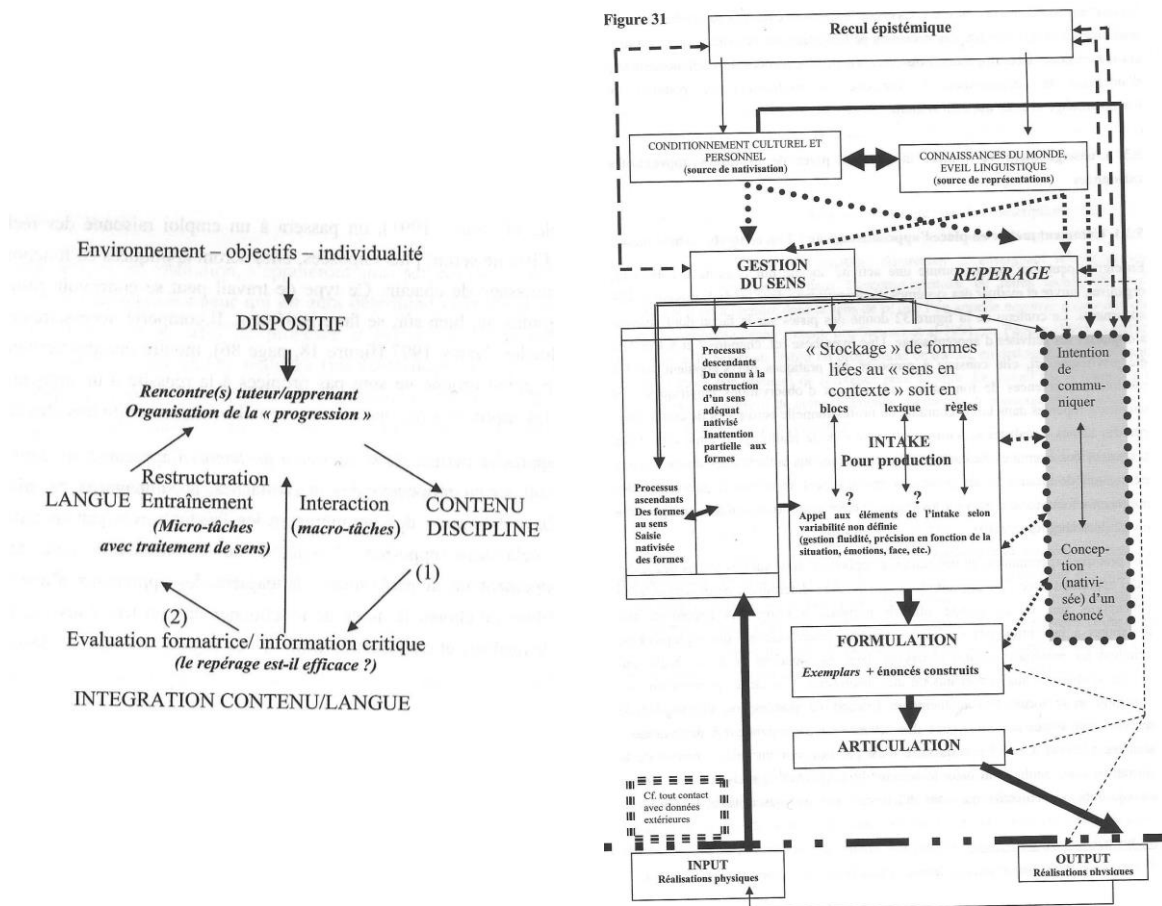 Environnement – objectifs – individualité
DISPOSITIF
Rencontre(s) tuteur/apprenant
Organisation de la « progression »
Restructuration
LANGUE Entraînement
(Micro-tâches
avec traitement de sens)
Interaction
(macro-tâches)
CONTENU
DISCIPLINE
(1)
(2)
Evaluation formatrice/ information critique
(le repérage est-il efficace ?)
INTEGRATION CONTENU/LANGUE
Figure 31
Recul épistémique
CONDITIONNEMENT CULTUREL ET
PERSONNEL
(source de nativisation)
CONNAISSANCES DU MONDE,
EVEIL LINGUISTIQUE
(source de représentations)
GESTION
DU SENS
REPERAGE
Processus
descendants
Du connu à la
construction
d'un sens
adéquat
nativisé
Inattention
partielle aux
formes
Processus
ascendants
Des formes
au sens
Saisie
nativisée
des formes
« Stockage » de formes
liées au « sens en
contexte » soit en
blocs lexique règles
INTAKE
Pour production
? ?
Appel aux éléments de l'intake selon
variabilité non définie
(gestion fluidité, précision en fonction de la
situation, émotions, face, etc.)
Intention
de commu-
niquer
Conception
(nativi-
sée) d'un
énoncé
FORMULATION
Exemplars + énoncés construits
ARTICULATION
Cf. tout contact
avec données
extérieures
INPUT
Réalisations physiques
OUTPUT
Réalisations physiques